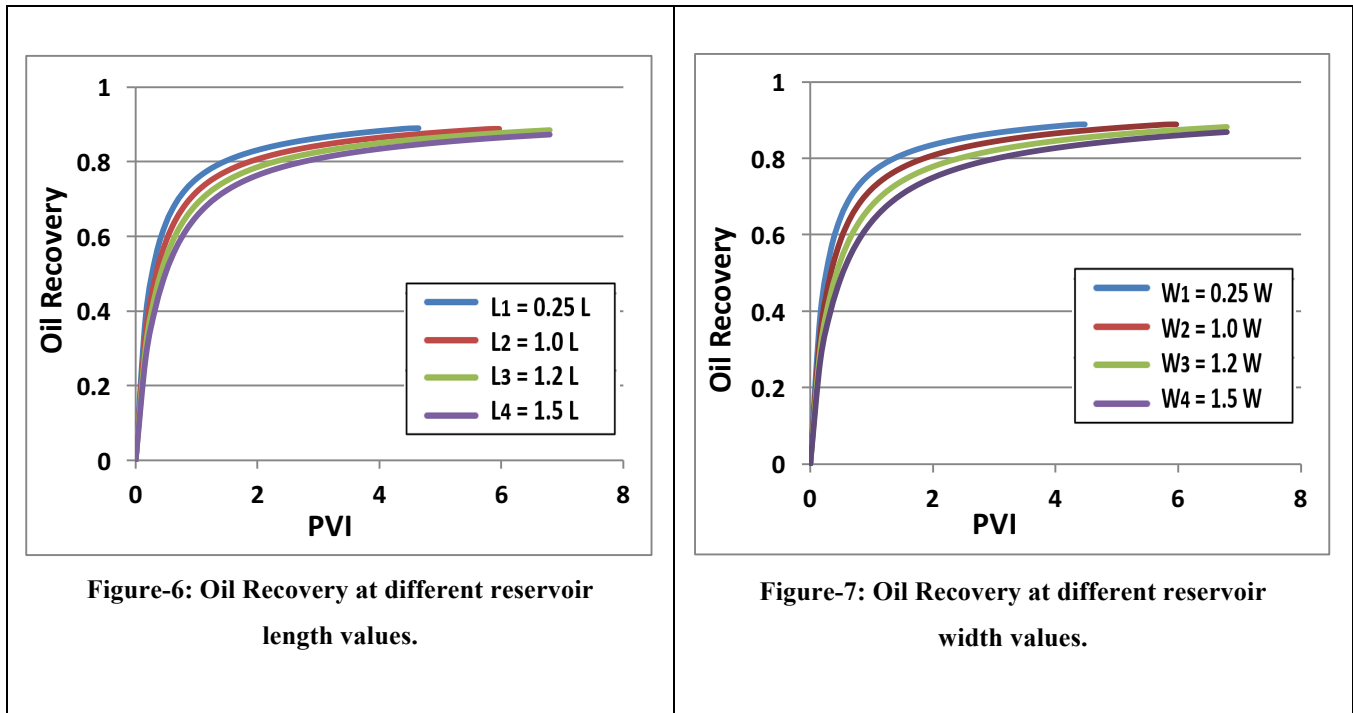 1
0.8
0.6
0.4
0.2
0
Oil Recovery
0 2 4 6 8
PVI
L1 = 0.25 L
L2 = 1.0 L
L3 = 1.2 L
L4 = 1.5 L
Figure-6: Oil Recovery at different reservoir
length values.
1
0.8
0.6
0.4
0.2
0
Oil Recovery
0 2 4 6 8
PVI
W1 = 0.25 W
W2 = 1.0 W
W3 = 1.2 W
W4 = 1.5 W
Figure-7: Oil Recovery at different reservoir
width values.